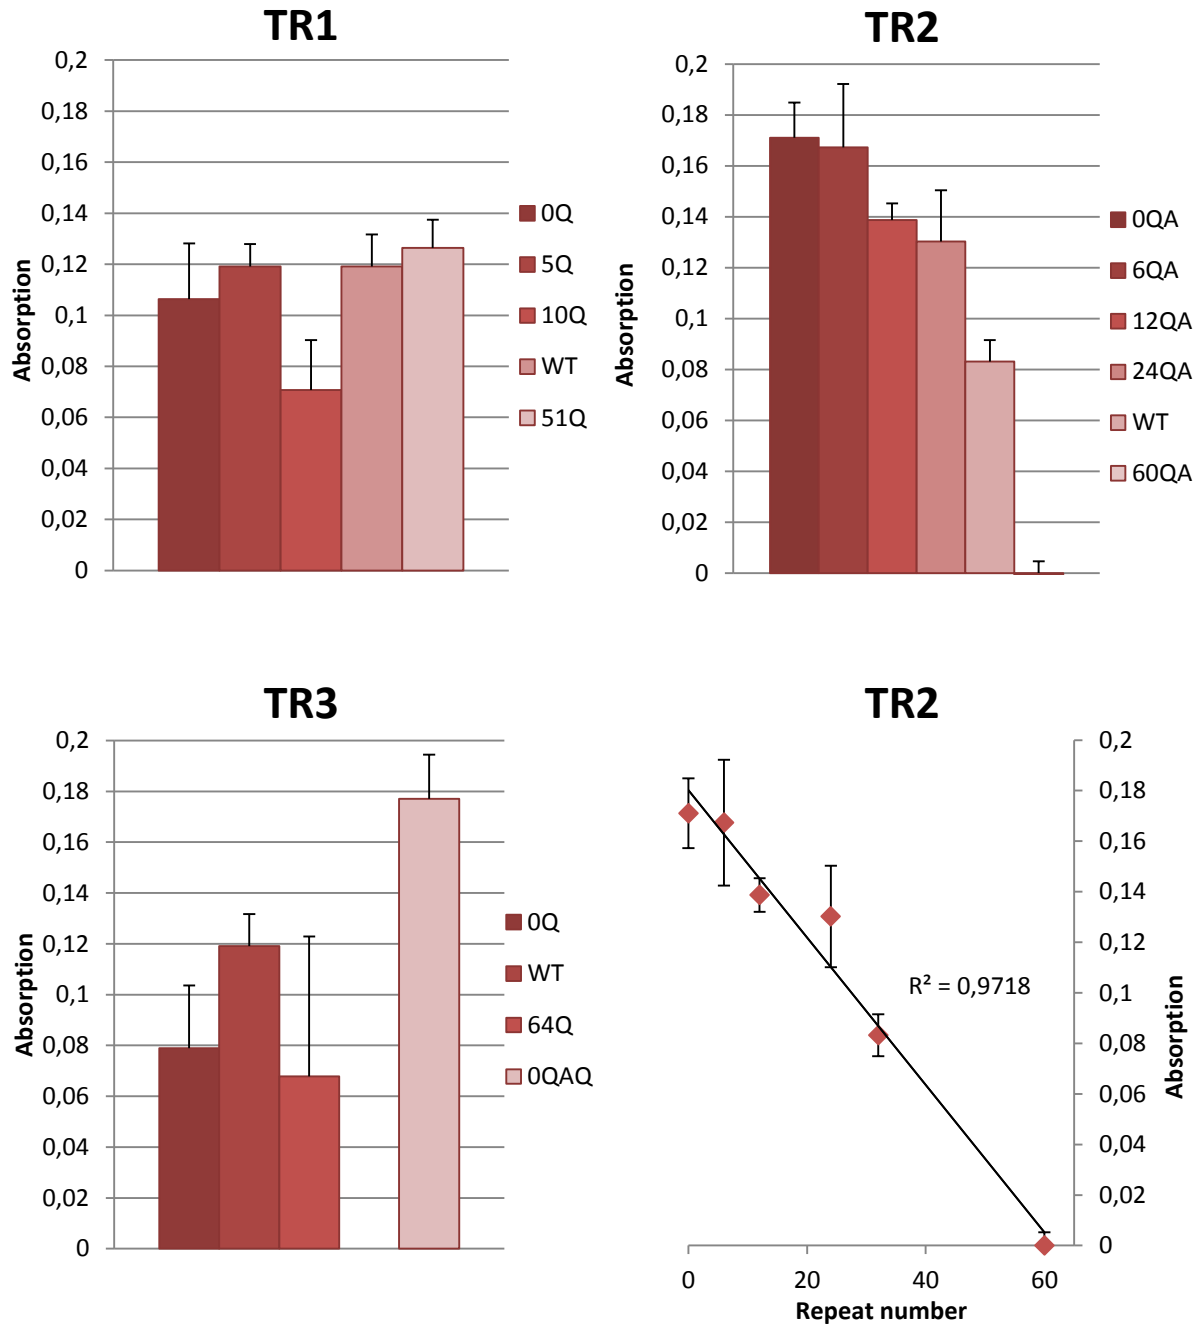 TR1
0,2
0,18
0,16
0,14
0,12
0,1
0,08
0,06
0,04
0,02
0
Absorption
0Q
5Q
10Q
WT
51Q
TR2
0,2
0,18
0,16
0,14
0,12
0,1
0,08
0,06
0,04
0,02
0
Absorption
0QA
6QA
12QA
24QA
WT
60QA
TR3
0,2
0,18
0,16
0,14
0,12
0,1
0,08
0,06
0,04
0,02
0
Absorption
0Q
WT
64Q
0QAQ
TR2
0,2
0,18
0,16
0,14
0,12
0,1
0,08
0,06
0,04
0,02
0
Absorption
R² = 0,9718
0 20 40 60
Repeat number